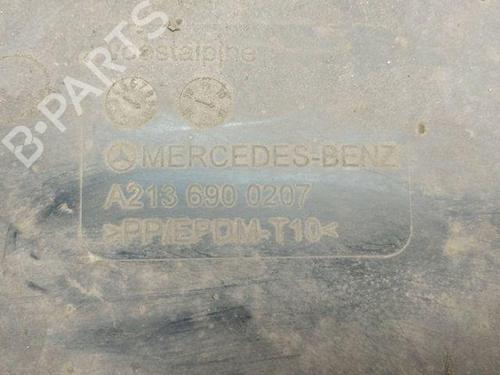 voestalpine
MERCEDES-BENZ
A213 690 0207
>PP/EPDM-T10<
B-PARTS